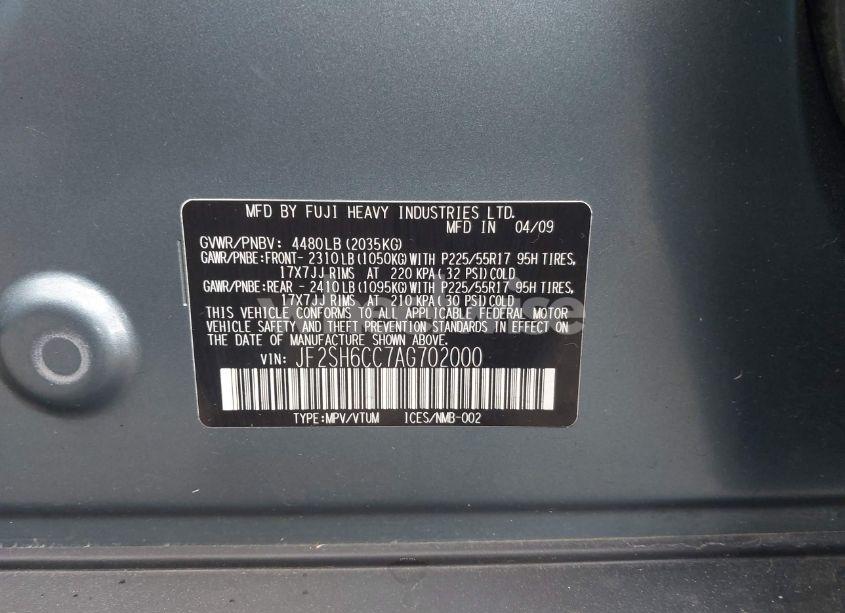 MFD BY FUJI HEAVY INDUSTRIES LTD.
MFD IN 04/09
GVWR/PNBV: 4480LB(2035KG)
GAWR/PNBE:FRONT- 2310LB(1050KG)WITH P225/55R17 95H TIRES,
17X7JJ RIMS AT 220 KPA(32 PSI)COLD
GAWR/PNBE:REAR - 2410LB(1095KG)WITH P225/55R17 95H TIRES,
17X7JJ RIMS AT 210 KPA(30 PSI)COLD
THIS VEHICLE CONFORMS TO ALL APPLICABLE FEDERAL MOTOR
VEHICLE SAFETY AND THEFT PREVENTION STANDARDS IN EFFECT ON
THE DATE OF MANUFACTURE SHOWN ABOVE.
VIN: JF2SH6CC7AG702000
TYPE:MPV/VTUM ICES/NMB-002